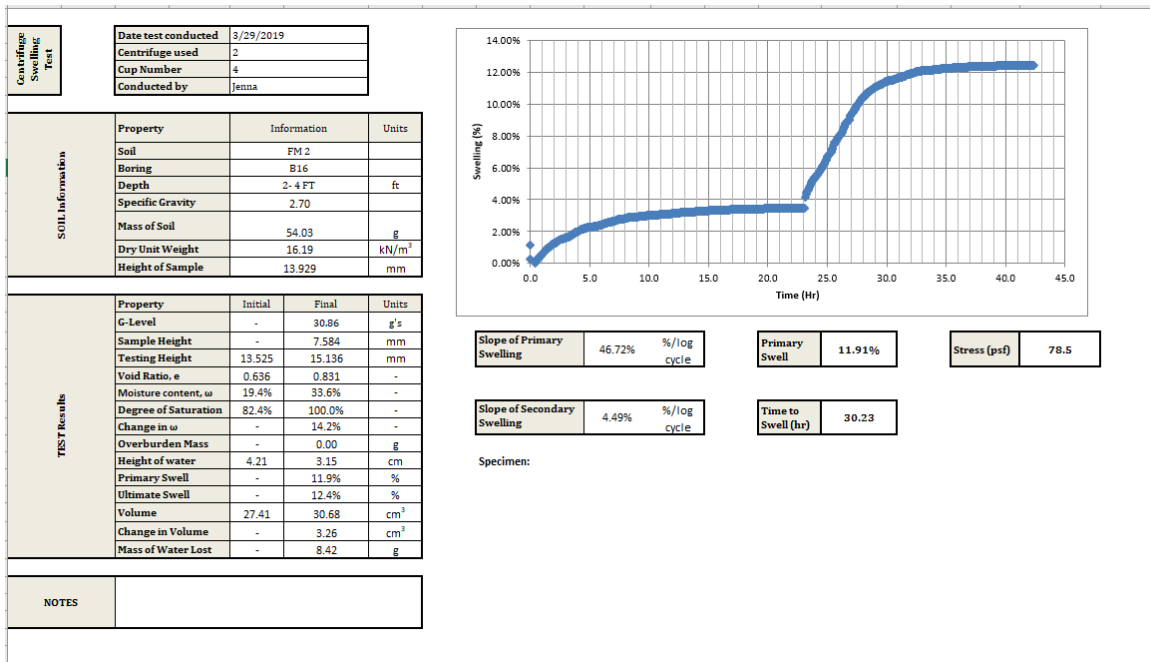 Centrifuge
Swelling
Test
Date test conducted 3/29/2019
Centrifuge used 2
Cup Number 4
Conducted by Jenna
SOIL Information
Property Information Units
Soil FM 2
Boring B16
Depth 2- 4 FT ft
Specific Gravity 2.70
Mass of Soil 54.03 g
Dry Unit Weight 16.19 kN/m³
Height of Sample 13.929 mm
TEST Results
Property Initial Final Units
G-Level - 30.86 g's
Sample Height - 7.584 mm
Testing Height 13.525 15.136 mm
Void Ratio, e 0.636 0.831 -
Moisture content, ω 19.4% 33.6% -
Degree of Saturation 82.4% 100.0% -
Change in ω - 14.2% -
Overburden Mass - 0.00 g
Height of water 4.21 3.15 cm
Primary Swell - 11.9% %
Ultimate Swell - 12.4% %
Volume 27.41 30.68 cm³
Change in Volume - 3.26 cm³
Mass of Water Lost - 8.42 g
NOTES
14.00%
12.00%
10.00%
8.00%
6.00%
4.00%
2.00%
0.00%
Swelling (%)
0.0 5.0 10.0 15.0 20.0 25.0 30.0 35.0 40.0 45.0
Time (Hr)
Slope of Primary
Swelling
46.72%
%/log
cycle
Primary
Swell
11.91%
Stress (psf) 78.5
Slope of Secondary
Swelling
4.49%
%/log
cycle
Time to
Swell (hr)
30.23
Specimen: